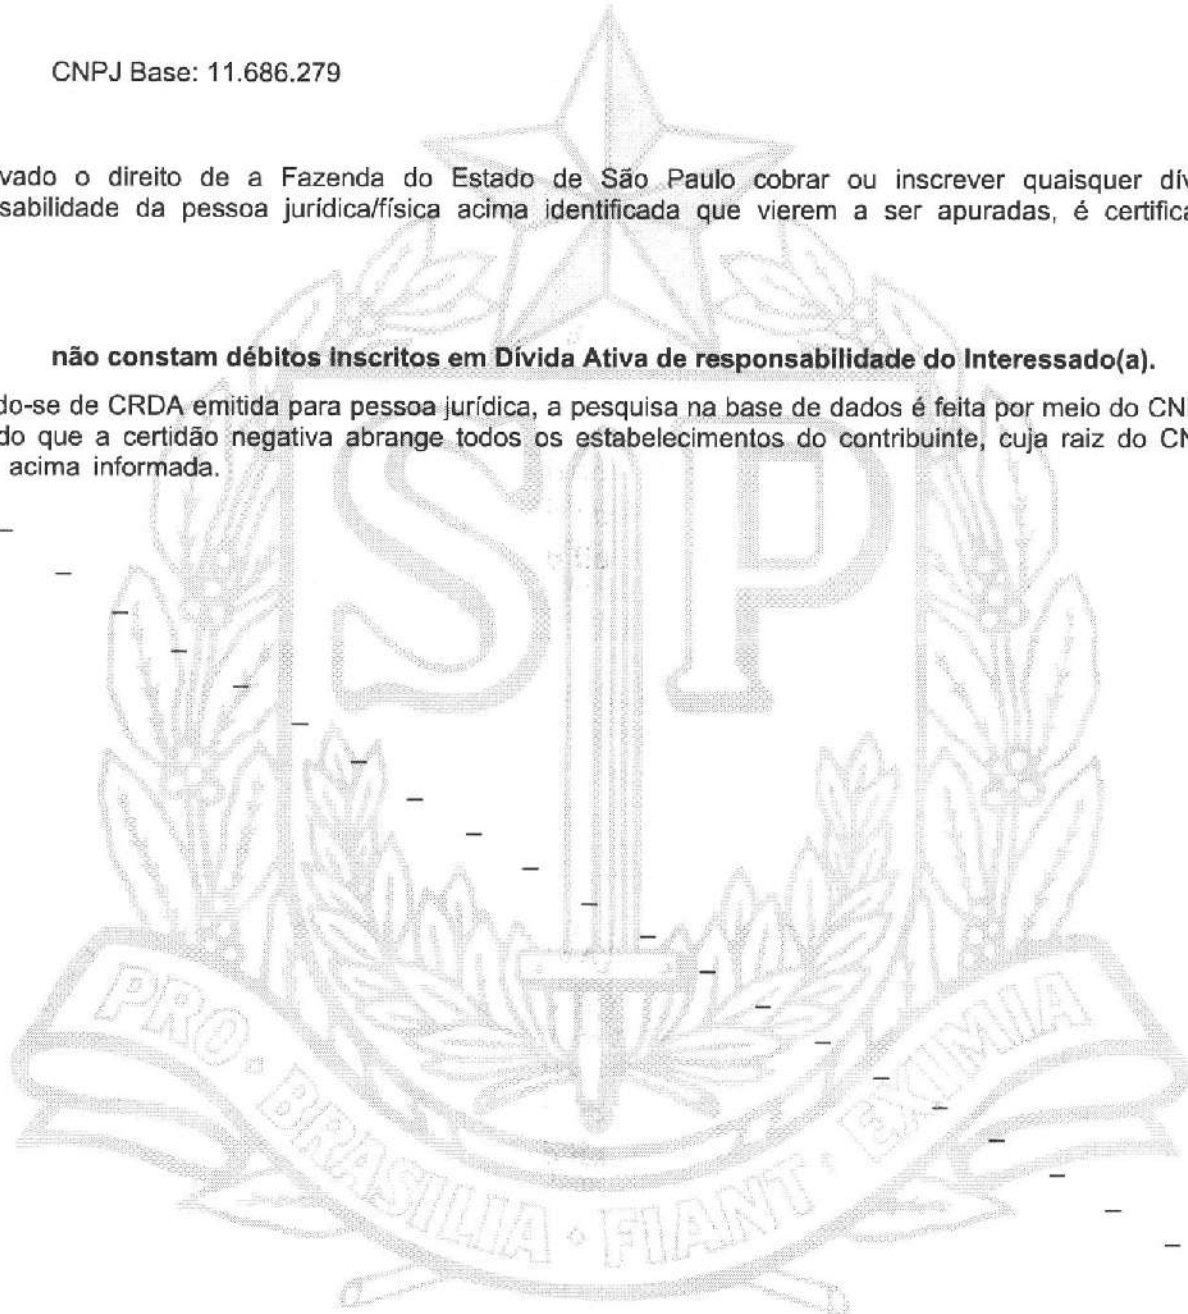 CNPJ Base: 11.686.279
vado o direito de a Fazenda do Estado de São Paulo cobrar ou inscrever quaisquer dív
sabilidade da pessoa jurídica/física acima identificada que vierem a ser apuradas, é certifica
não constam débitos inscritos em Dívida Ativa de responsabilidade do Interessado(a).
do-se de CRDA emitida para pessoa jurídica, a pesquisa na base de dados é feita por meio do CN
do que a certidão negativa abrange todos os estabelecimentos do contribuinte, cuja raiz do CN
acima informada.
SP
PRO · BRASILIA · FIANT · EXIMIA